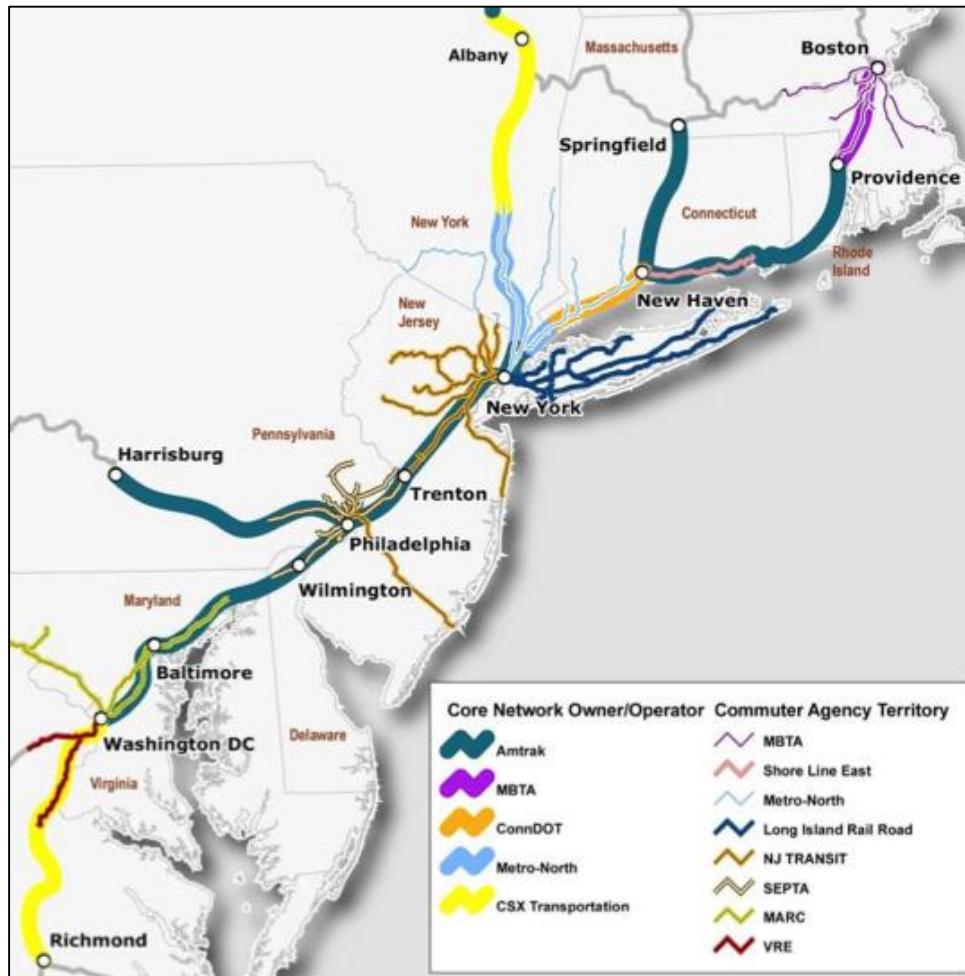 Albany
Massachusetts
Boston
Springfield
Providence
New York
Connecticut
Rhode
Island
New Haven
New
Jersey
New York
Pennsylvania
Harrisburg
Trenton
Philadelphia
Wilmington
Maryland
Baltimore
Washington DC
Delaware
Virginia
Richmond
Core Network Owner/Operator
Amtrak
MBTA
ConnDOT
Metro-North
CSX Transportation
Commuter Agency Territory
MBTA
Shore Line East
Metro-North
Long Island Rail Road
NJ TRANSIT
SEPTA
MARC
VRE